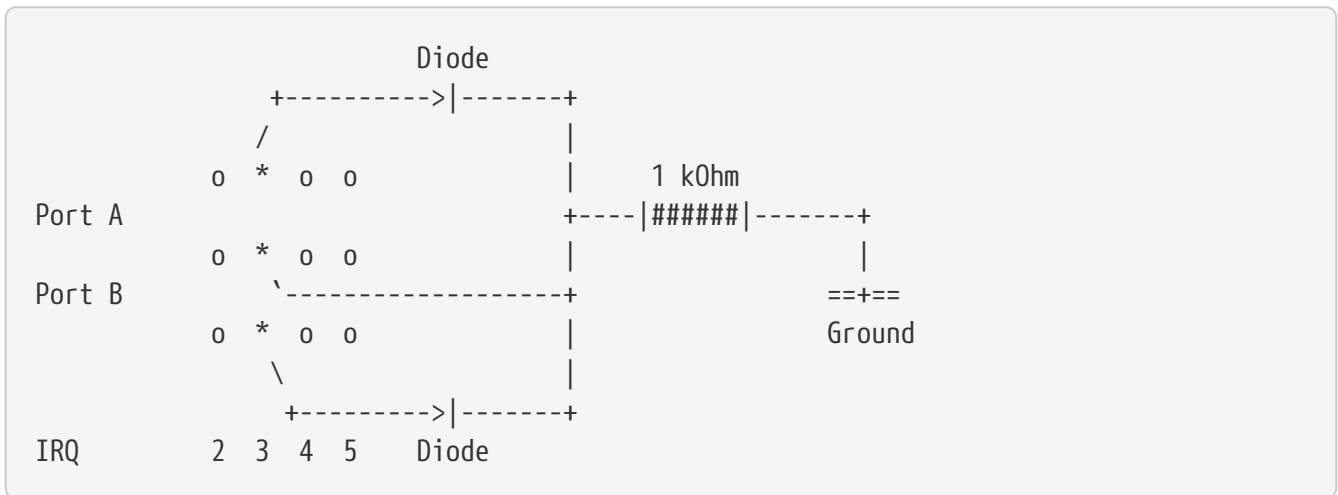 Diode
                +---------->|-------+
               /                    |
            o  *  o  o              |     1 kOhm
Port A                              +----|######|-------+
            o  *  o  o              |                   |
Port B          `-------------------+                 ==+==
            o  *  o  o              |                 Ground
                \                   |
                 +--------->|-------+
IRQ         2  3  4  5    Diode